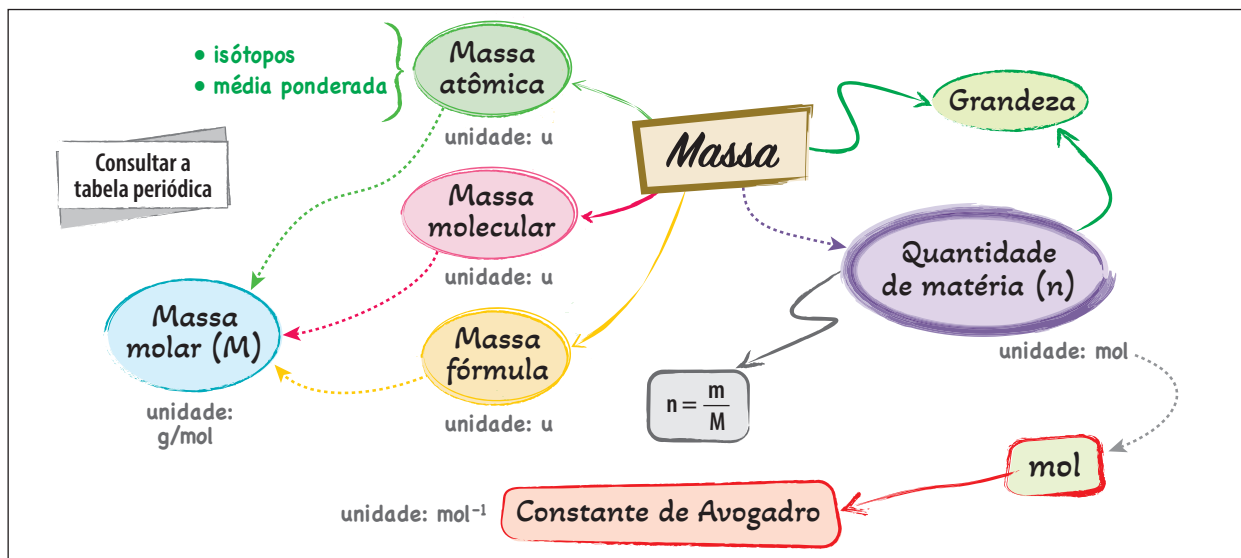 • isótopos
• média ponderada
Massa
atômica
unidade: u
Grandeza
Massa
Consultar a
tabela periódica
Massa
molecular
unidade: u
Quantidade
de matéria (n)
unidade: mol
Massa
molar (M)
unidade:
g/mol
Massa
fórmula
unidade: u
n = m/M
mol
unidade: mol⁻¹
Constante de Avogadro